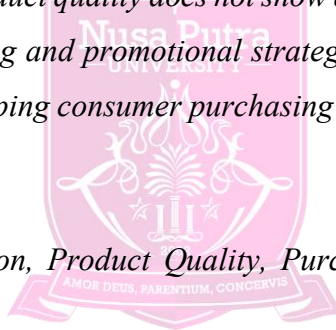 duct quality does not show
Nusa Putra
g and promotional strateg
UNIVERSITY
ping consumer purchasing
on, Product Quality, Purc
AMOR DEUS, PARENTIUM, CONCERVIS